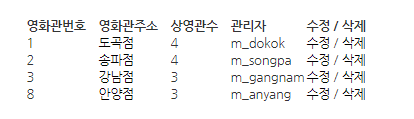 영화관번호 영화관주소 상영관수 관리자 수정 / 삭제
1 도곡점 4 m_dokok 수정 / 삭제
2 송파점 4 m_songpa 수정 / 삭제
3 강남점 3 m_gangnam 수정 / 삭제
8 안양점 3 m_anyang 수정 / 삭제